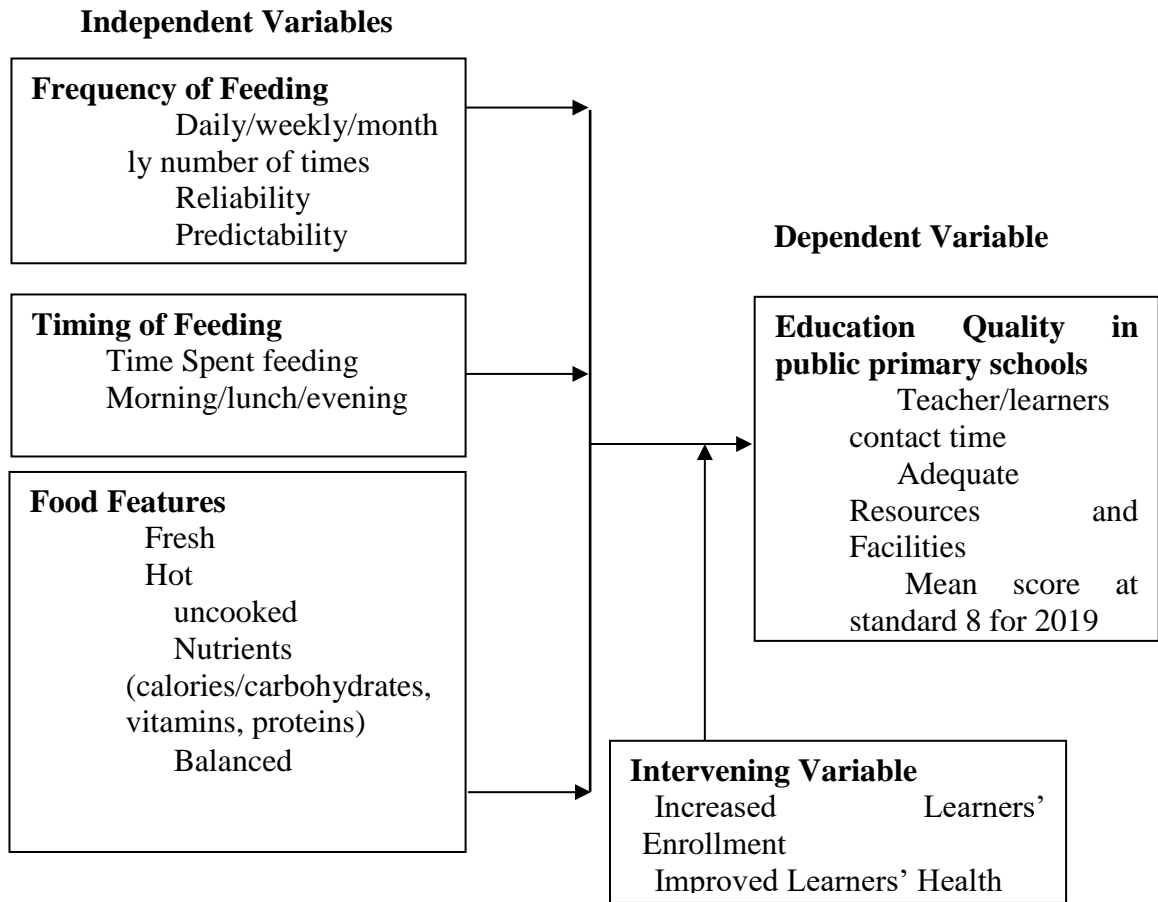 Independent Variables
Frequency of Feeding
Daily/weekly/month
ly number of times
Reliability
Predictability
Timing of Feeding
Time Spent feeding
Morning/lunch/evening
Food Features
Fresh
Hot
uncooked
Nutrients
(calories/carbohydrates,
vitamins, proteins)
Balanced
Dependent Variable
Education Quality in
public primary schools
Teacher/learners
contact time
Adequate
Resources and
Facilities
Mean score at
standard 8 for 2019
Intervening Variable
Increased Learners’
Enrollment
Improved Learners’ Health